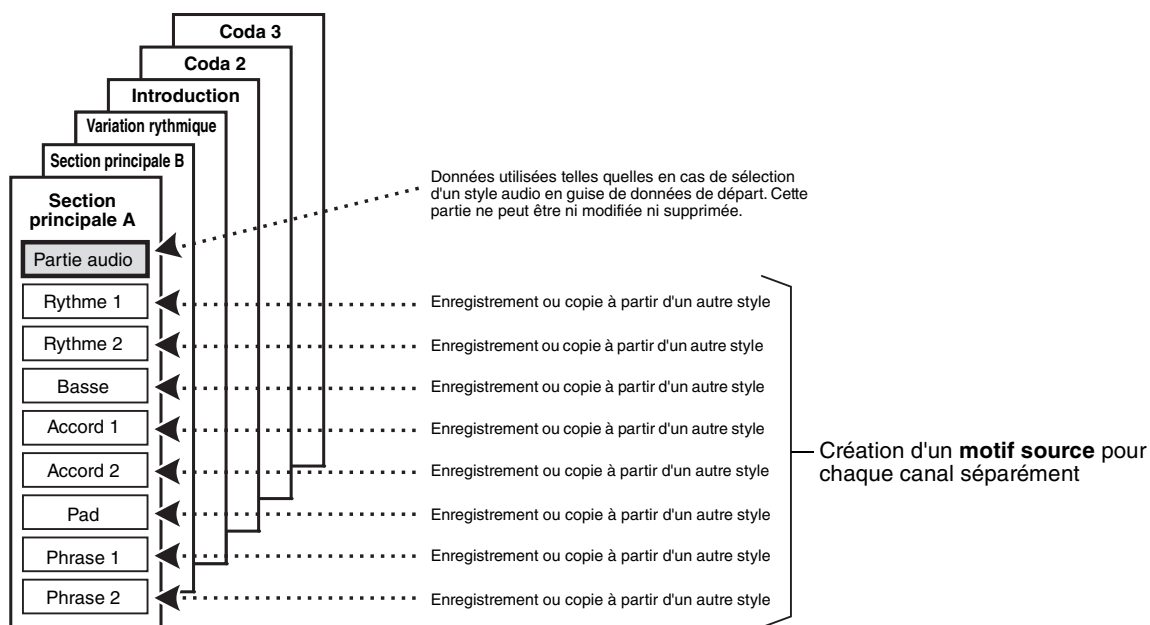 Coda 3
Coda 2
Introduction
Variation rythmique
Section principale B
Section
principale A
Données utilisées telles quelles en cas de sélection
d'un style audio en guise de données de départ. Cette
partie ne peut être ni modifiée ni supprimée.
Partie audio
Rythme 1
Enregistrement ou copie à partir d'un autre style
Rythme 2
Enregistrement ou copie à partir d'un autre style
Basse
Enregistrement ou copie à partir d'un autre style
Accord 1
Enregistrement ou copie à partir d'un autre style
Accord 2
Enregistrement ou copie à partir d'un autre style
Pad
Enregistrement ou copie à partir d'un autre style
Phrase 1
Enregistrement ou copie à partir d'un autre style
Phrase 2
Enregistrement ou copie à partir d'un autre style
Création d'un motif source pour
chaque canal séparément